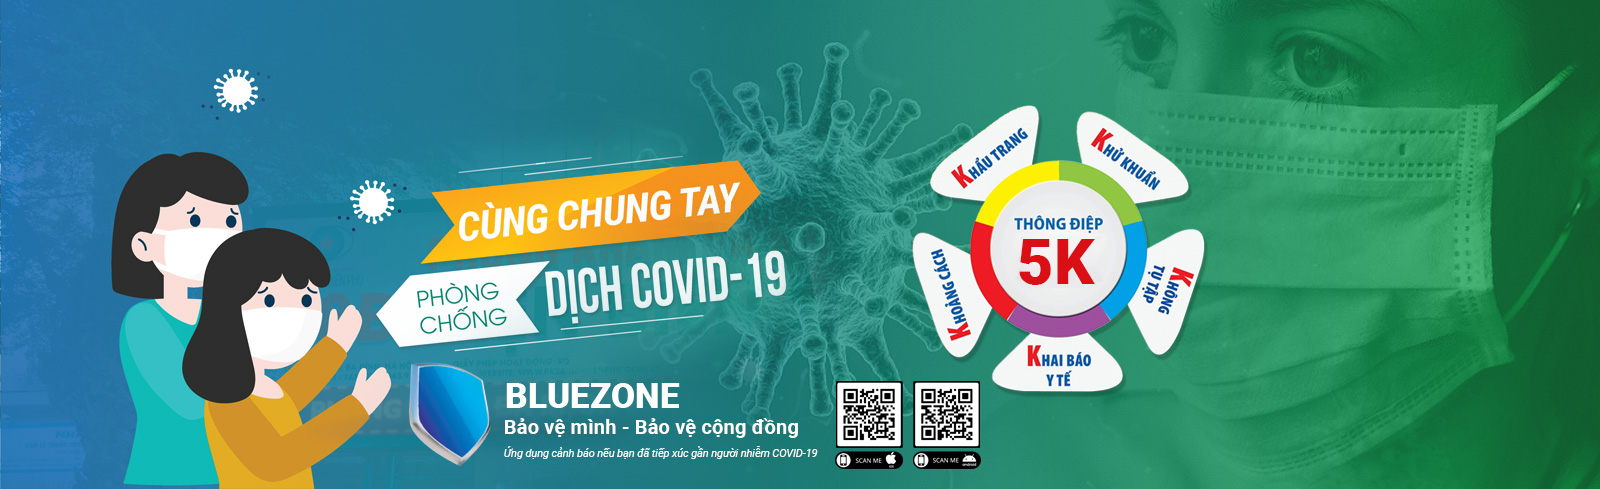 CÙNG CHUNG TAY
PHÒNG
CHỐNG
DỊCH COVID-19
BLUEZONE
Bảo vệ mình - Bảo vệ cộng đồng
Ứng dụng cảnh báo nếu bạn đã tiếp xúc gần người nhiễm COVID-19
SCAN ME
iOS
SCAN ME
android
THÔNG ĐIỆP
5K
KHẨU TRANG
KHỬ KHUẨN
KHOẢNG CÁCH
KHÔNG
TỤ TẬP
KHAI BÁO
Y TẾ